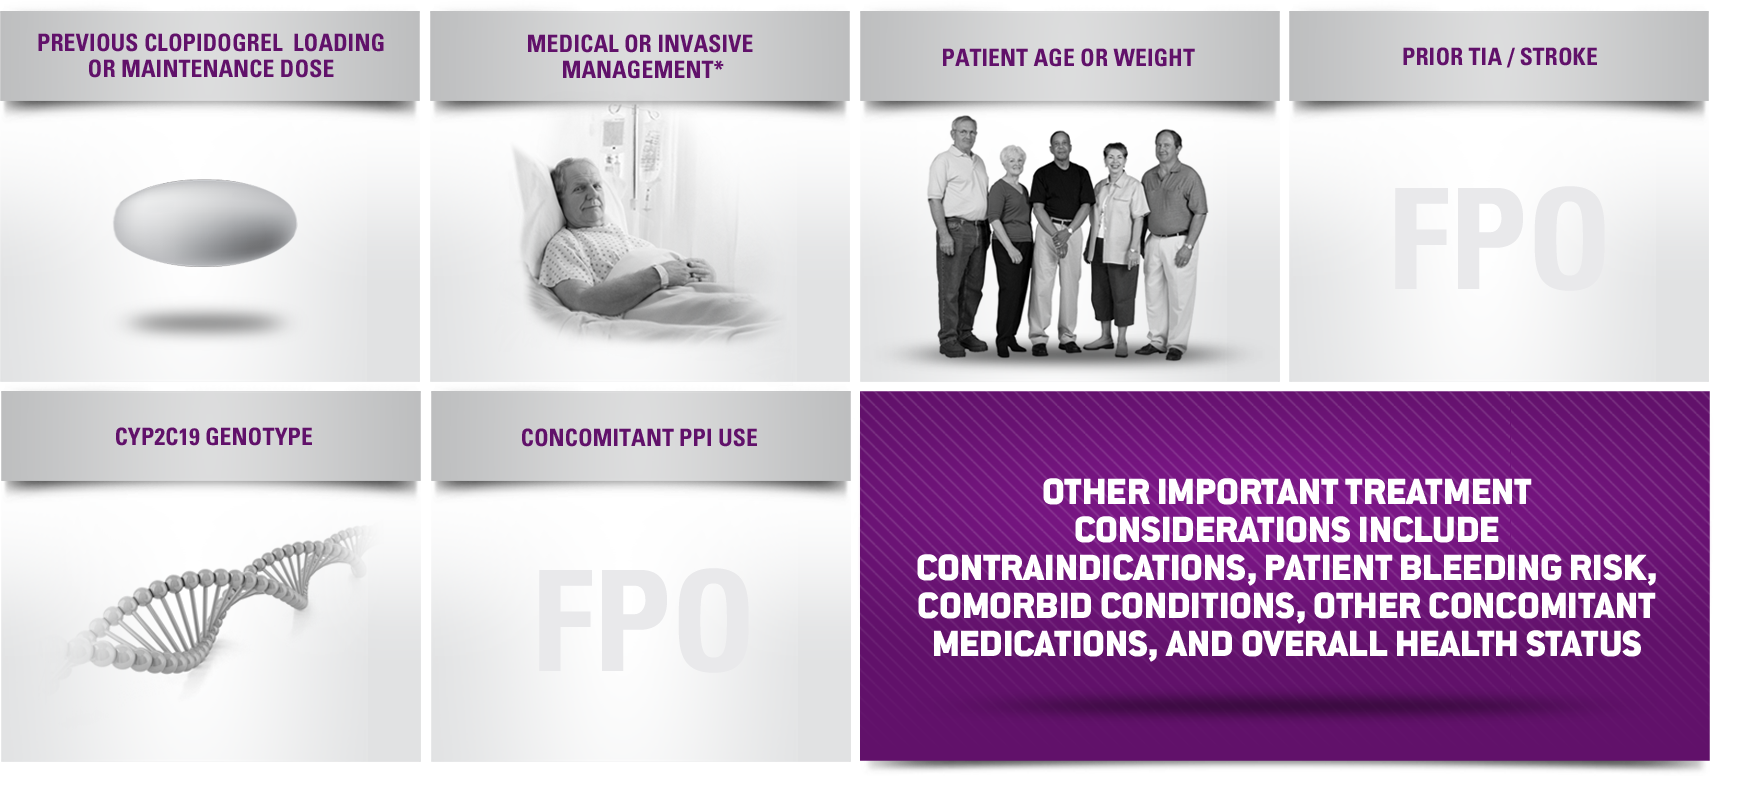 PREVIOUS CLOPIDOGREL LOADING
OR MAINTENANCE DOSE
MEDICAL OR INVASIVE
MANAGEMENT*
PATIENT AGE OR WEIGHT
PRIOR TIA / STROKE
FPO
CYP2C19 GENOTYPE
CONCOMITANT PPI USE
FPO
OTHER IMPORTANT TREATMENT
CONSIDERATIONS INCLUDE
CONTRAINDICATIONS, PATIENT BLEEDING RISK,
COMORBID CONDITIONS, OTHER CONCOMITANT
MEDICATIONS, AND OVERALL HEALTH STATUS